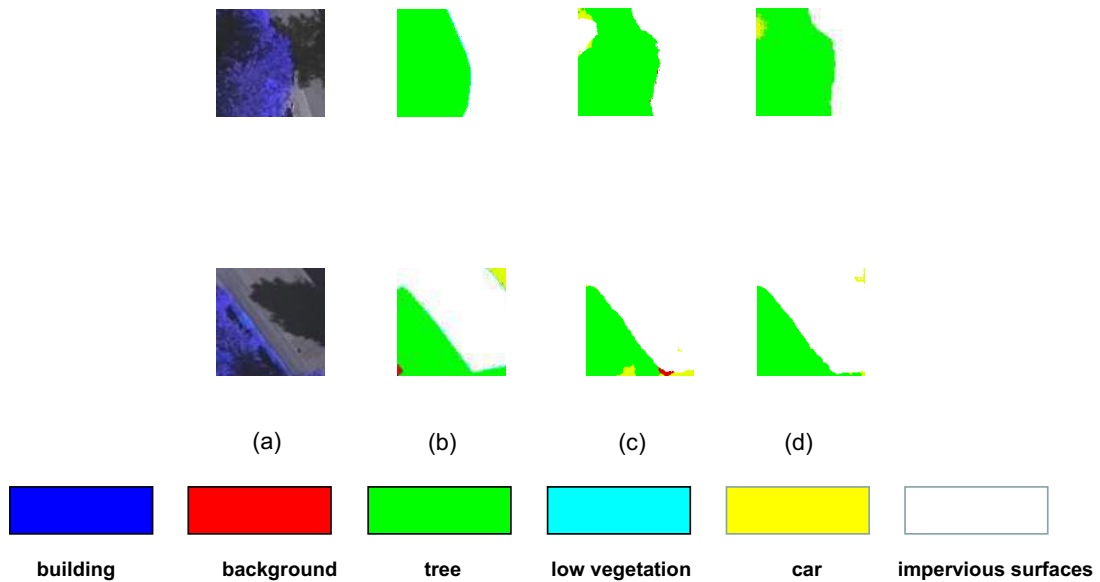 (a) (b) (c) (d)
building background tree low vegetation car impervious surfaces